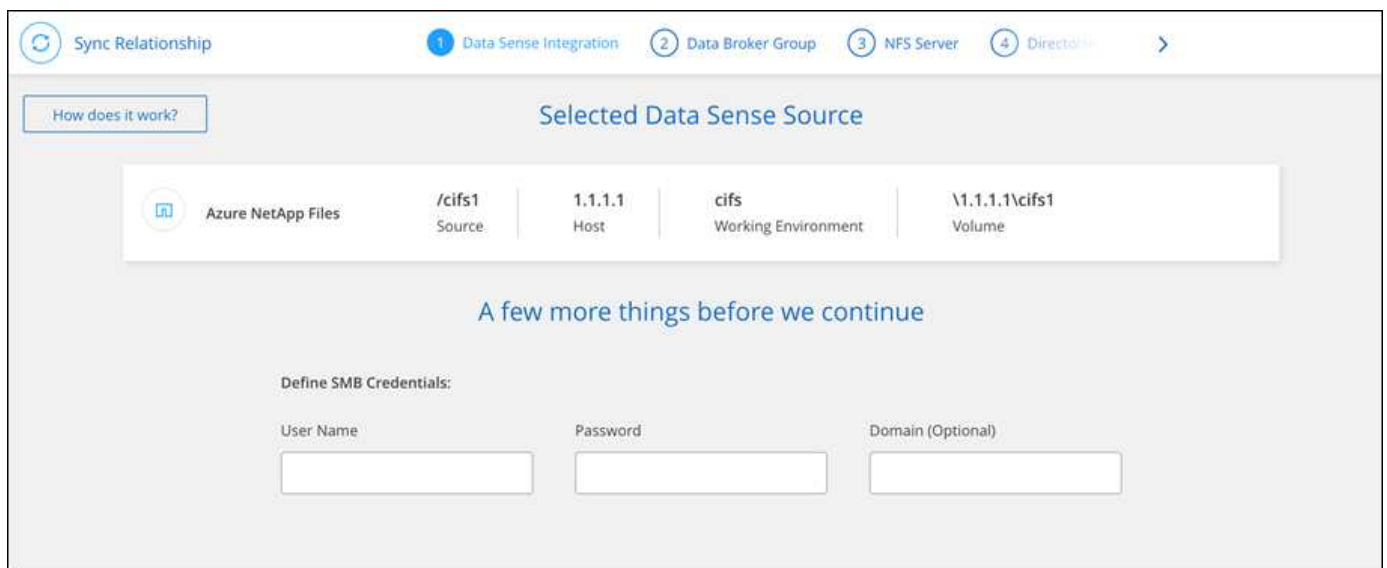 Sync Relationship
1 Data Sense Integration
2 Data Broker Group
3 NFS Server
4
How does it work?
Selected Data Sense Source
Azure NetApp Files
/cifs1
Source
1.1.1.1
Host
cifs
Working Environment
\1.1.1.1\cifs1
Volume
A few more things before we continue
Define SMB Credentials:
User Name
Password
Domain (Optional)